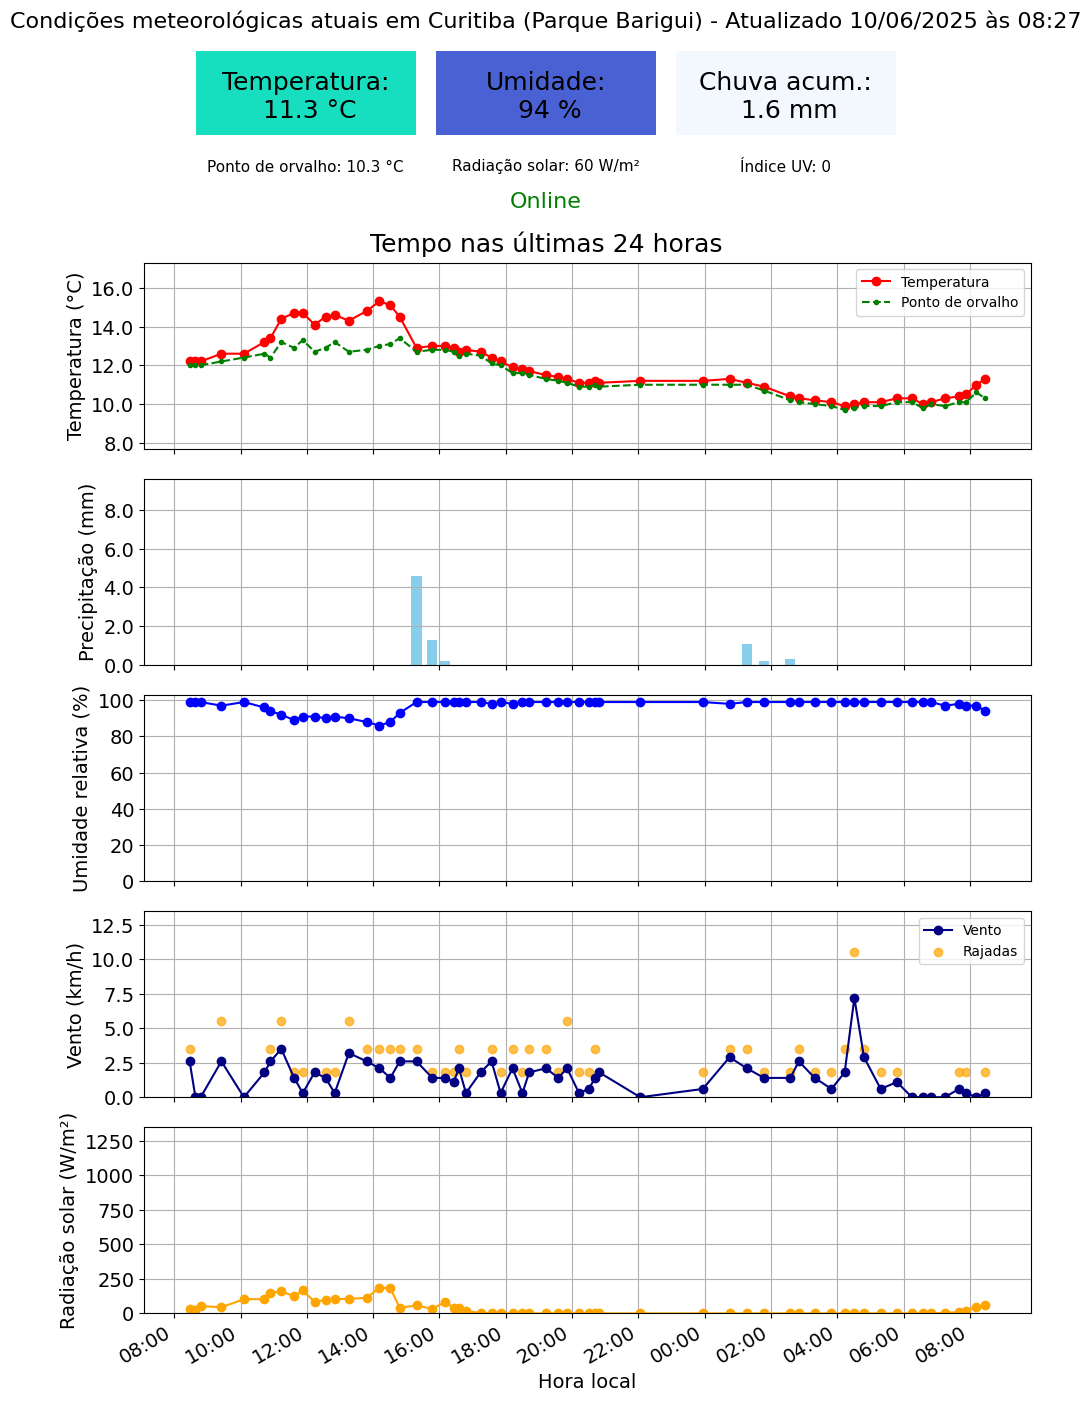 Condições meteorológicas atuais em Curitiba (Parque Barigui) - Atualizado 10/06/2025 às 08:27
Temperatura:
11.3 °C
Umidade:
94 %
Chuva acum.:
1.6 mm
Ponto de orvalho: 10.3 °C
Radiação solar: 60 W/m²
Índice UV: 0
Online
Tempo nas últimas 24 horas
Temperatura (°C)
16.0
14.0
12.0
10.0
8.0
Temperatura
Ponto de orvalho
Precipitação (mm)
8.0
6.0
4.0
2.0
0.0
Umidade relativa (%)
100
80
60
40
20
0
Vento (km/h)
12.5
10.0
7.5
5.0
2.5
0.0
Vento
Rajadas
Radiação solar (W/m²)
1250
1000
750
500
250
0
08:00
10:00
12:00
14:00
16:00
18:00
20:00
22:00
00:00
02:00
04:00
06:00
08:00
Hora local